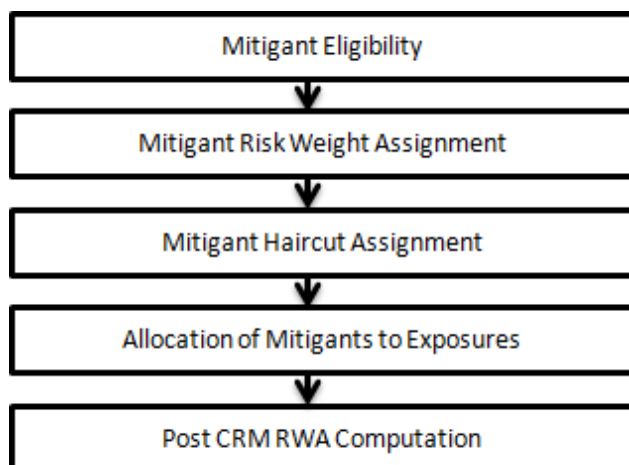 Mitigant Eligibility
Mitigant Risk Weight Assignment
Mitigant Haircut Assignment
Allocation of Mitigants to Exposures
Post CRM RWA Computation